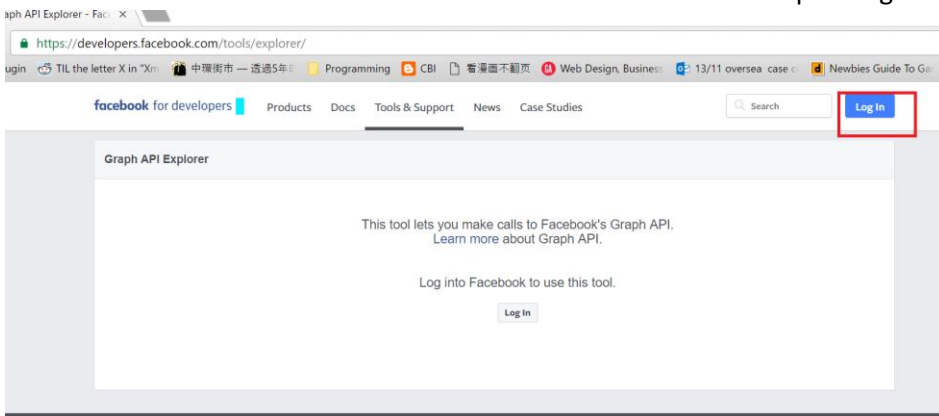 aph API Explorer - Fac
https://developers.facebook.com/tools/explorer/
ugin TIL the letter X in "Xm 中環街市 — 透過5年 Programming CBI 看漫画不翻页 Web Design, Business 13/11 oversea case c Newbies Guide To Ga
facebook for developers Products Docs Tools & Support News Case Studies Search Log In
Graph API Explorer
This tool lets you make calls to Facebook's Graph API.
Learn more about Graph API.
Log into Facebook to use this tool.
Log In